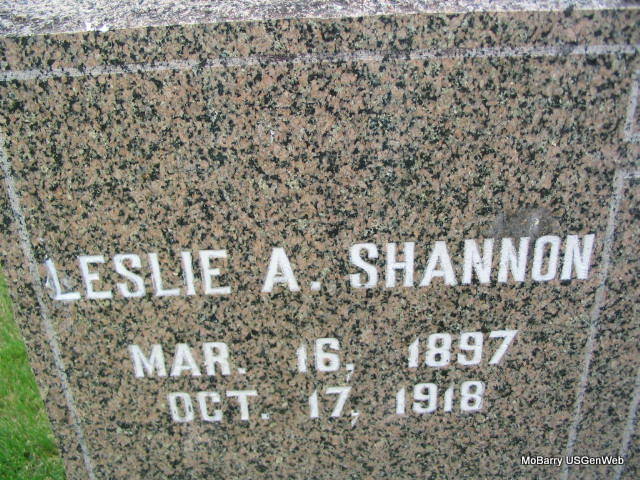 LESLIE A. SHANNON
MAR. 16, 1897
OCT. 17, 1918
MoBarry USGenWeb